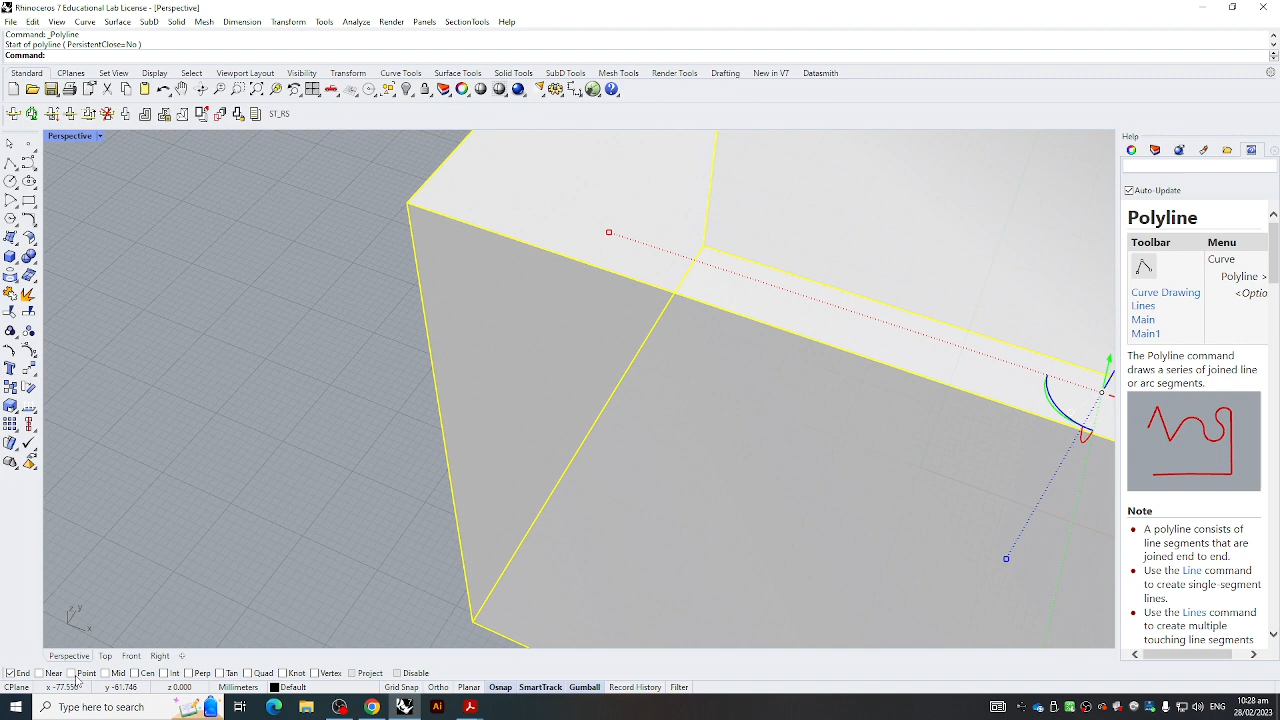 Rhinoceros 7 Educational Lab License - [Perspective]
File Edit View Curve Surface SubD Solid Mesh Dimension Transform Tools Analyze Render Panels SectionTools Help
Command: _Polyline
Start of polyline ( PersistentClose=No )
Command:
Standard CPlanes Set View Display Select Viewport Layout Visibility Transform Curve Tools Surface Tools Solid Tools SubD Tools Mesh Tools Render Tools Drafting New in V7 Datasmith
ST_RS
Perspective
Help
Auto-Update
Polyline
Toolbar Menu
Curve
Polyline >
<Optio
Curve Drawing
Lines
Main
Main1
The Polyline command
draws a series of joined line
or arc segments.
Note
A polyline consists of
line segments that are
joined end to end.
Use the Line command
to create single-segment
lines.
Use the Lines command
to create multiple
touching line segments
z y
x
Perspective Top Front Right
End Near Point Mid Cen Int Perp Tan Quad Knot Vertex Project Disable
CPlane x -77.559 y -61.746 z 0.000 Millimeters Default Grid Snap Ortho Planar Osnap SmartTrack Gumball Record History Filter
Type here to search
Ai
ENG
10:28 am
28/02/2023